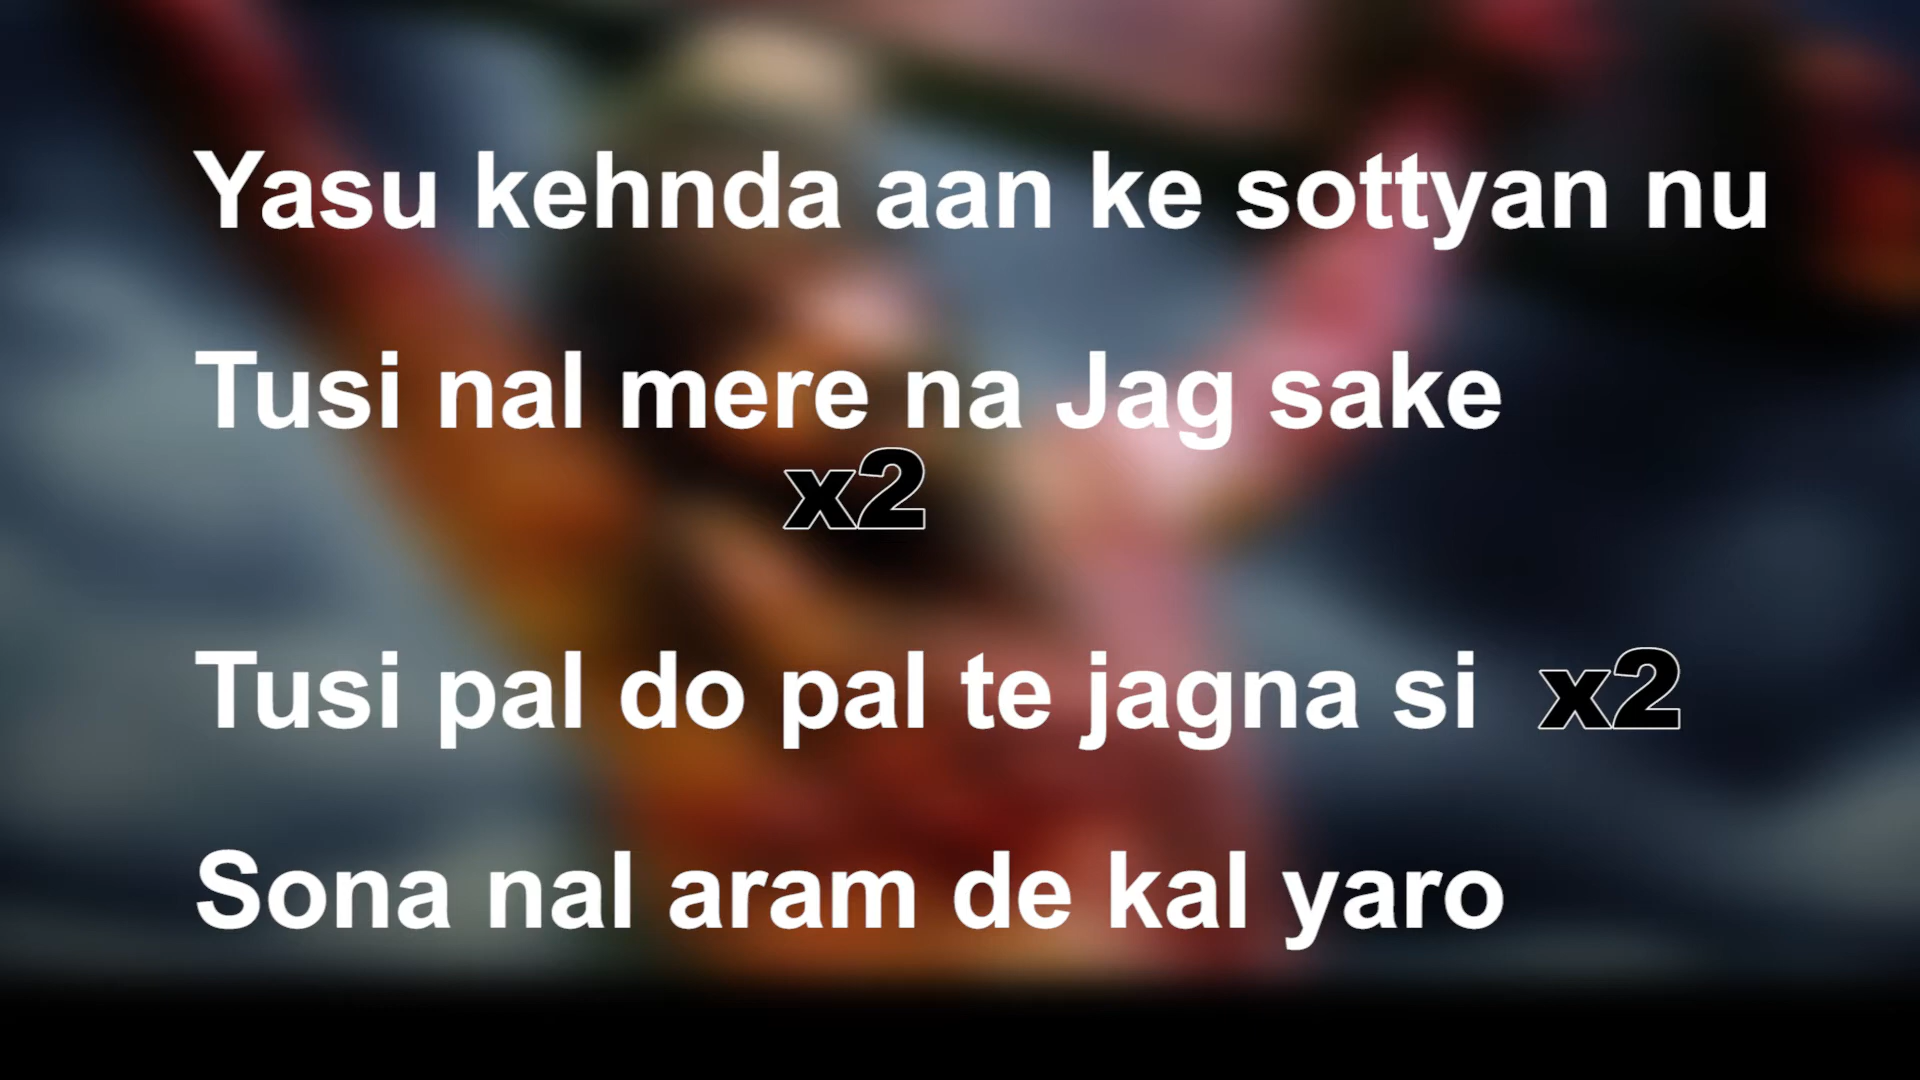 Yasu kehnda aan ke sottyan nu
Tusi nal mere na Jag sake
x2
Tusi pal do pal te jagna si x2
Sona nal aram de kal yaro